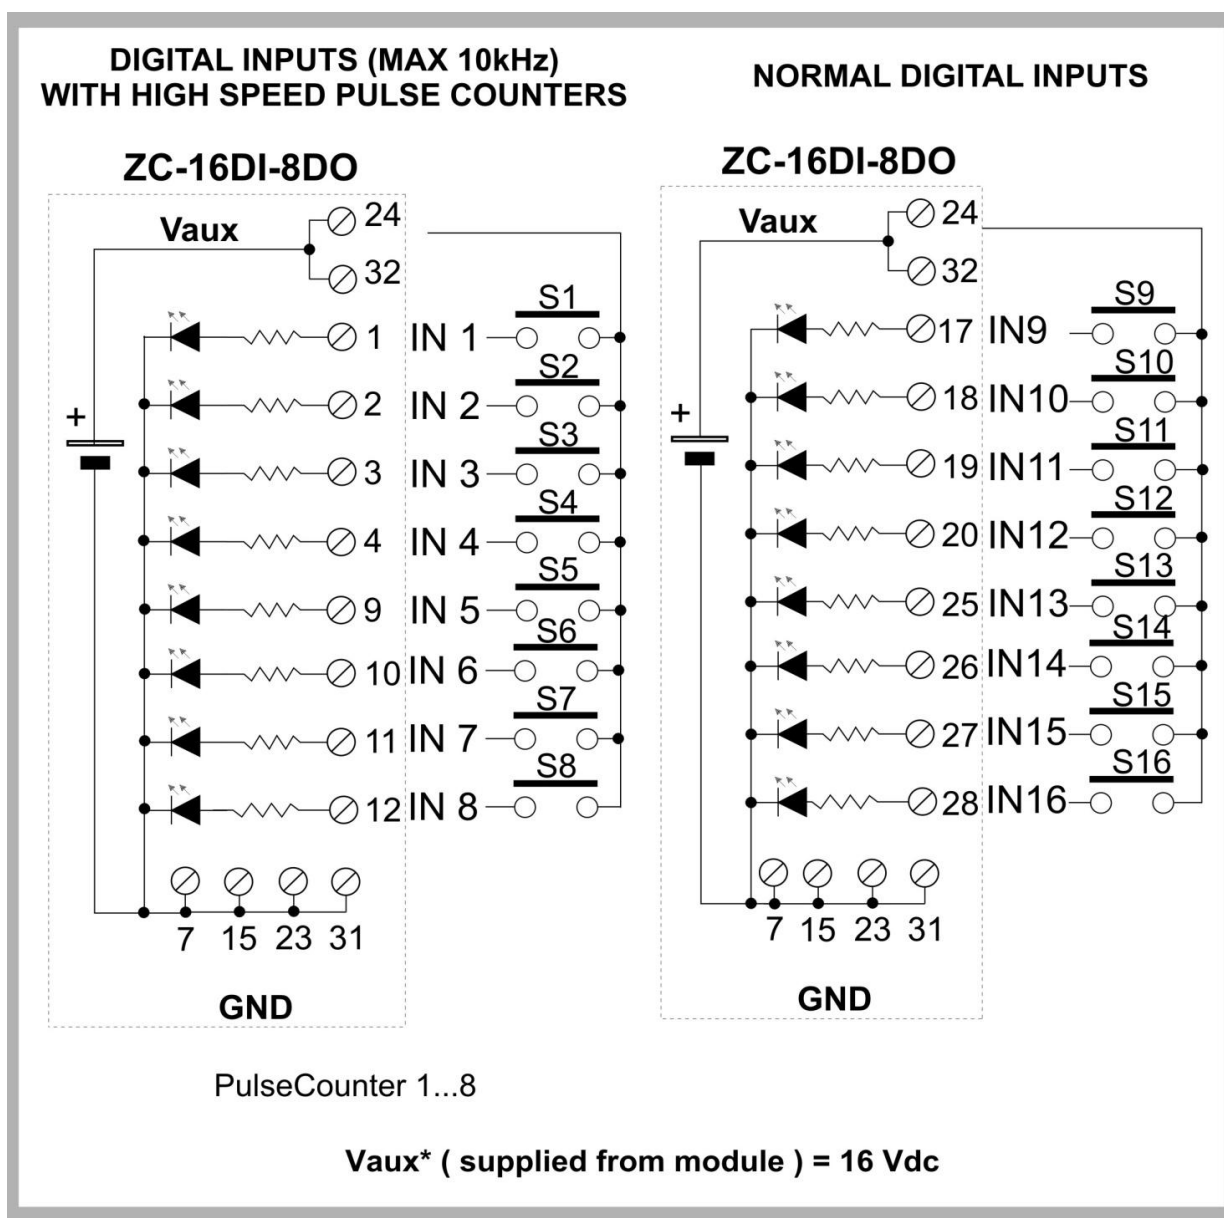 DIGITAL INPUTS (MAX 10kHz)
WITH HIGH SPEED PULSE COUNTERS
ZC-16DI-8DO
Vaux
24
32
+
1 IN 1 S1
2 IN 2 S2
3 IN 3 S3
4 IN 4 S4
9 IN 5 S5
10 IN 6 S6
11 IN 7 S7
12 IN 8 S8
7 15 23 31
GND
PulseCounter 1...8
NORMAL DIGITAL INPUTS
ZC-16DI-8DO
Vaux
24
32
+
17 IN9 S9
18 IN10 S10
19 IN11 S11
20 IN12 S12
25 IN13 S13
26 IN14 S14
27 IN15 S15
28 IN16 S16
7 15 23 31
GND
Vaux* ( supplied from module ) = 16 Vdc